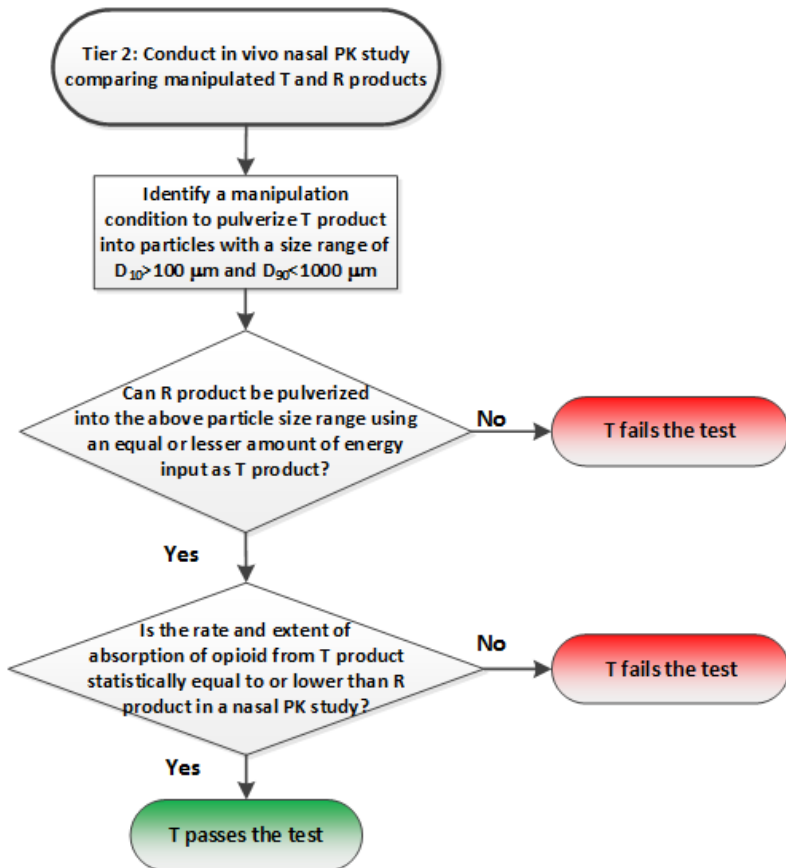 Tier 2: Conduct in vivo nasal PK study
comparing manipulated T and R products
Identify a manipulation
condition to pulverize T product
into particles with a size range of
D₁₀>100 μm and D₉₀<1000 μm
Can R product be pulverized
into the above particle size range using
an equal or lesser amount of energy
input as T product?
No
T fails the test
Yes
Is the rate and extent of
absorption of opioid from T product
statistically equal to or lower than R
product in a nasal PK study?
No
T fails the test
Yes
T passes the test